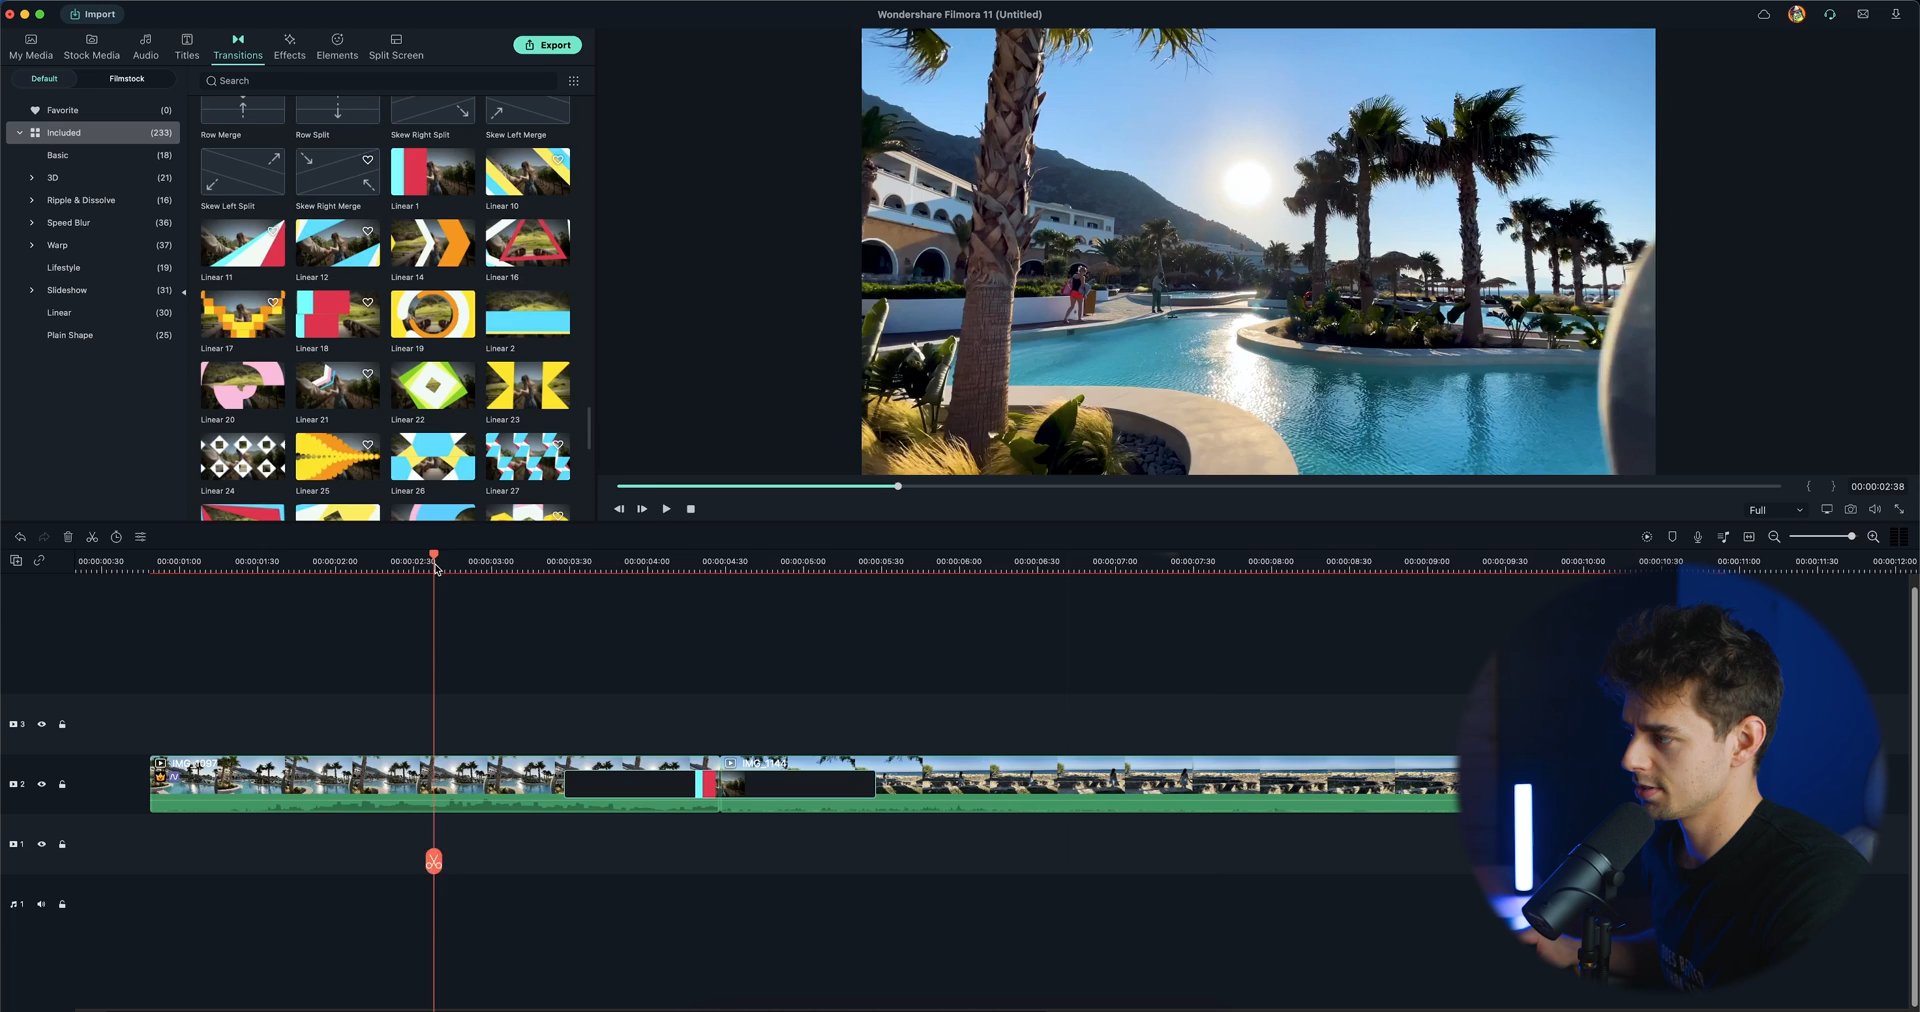 Import
Wondershare Filmora 11 (Untitled)
My Media
Stock Media
Audio
Titles
Transitions
Effects
Elements
Split Screen
Export
Default
Filmstock
Search
Favorite (0)
Included (233)
Basic (18)
3D (21)
Ripple & Dissolve (16)
Speed Blur (36)
Warp (37)
Lifestyle (19)
Slideshow (31)
Linear (30)
Plain Shape (25)
Row Merge
Row Split
Skew Right Split
Skew Left Merge
Skew Left Split
Skew Right Merge
Linear 1
Linear 10
Linear 11
Linear 12
Linear 14
Linear 16
Linear 17
Linear 18
Linear 19
Linear 2
Linear 20
Linear 21
Linear 22
Linear 23
Linear 24
Linear 25
Linear 26
Linear 27
{ }
00:00:02:38
Full
00:00:00:30
00:00:01:00
00:00:01:30
00:00:02:00
00:00:02:30
00:00:03:00
00:00:03:30
00:00:04:00
00:00:04:30
00:00:05:00
00:00:05:30
00:00:06:00
00:00:06:30
00:00:07:00
00:00:07:30
00:00:08:00
00:00:08:30
00:00:09:00
00:00:09:30
00:00:10:00
00:00:10:30
00:00:11:00
00:00:11:30
00:00:12:00
3
IMG_1097
IMG_1144
2
1
1